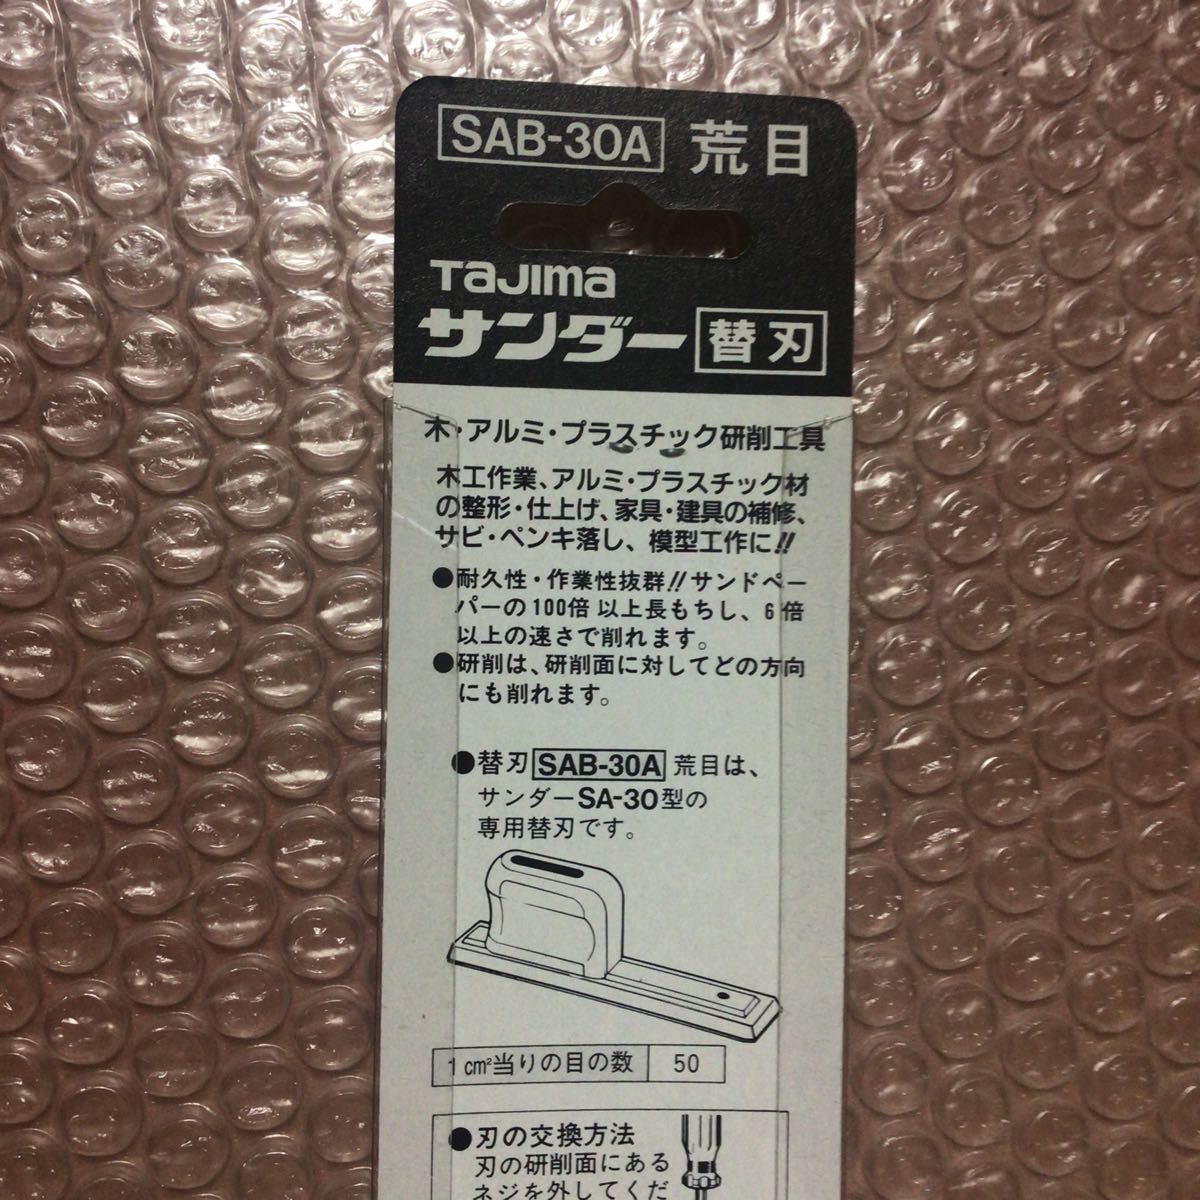 SAB-30A 荒目
TaJIma
サンダー 替刃
木・アルミ・プラスチック研削工具
木工作業、アルミ・プラスチック材
の整形・仕上げ、家具・建具の補修、
サビ・ペンキ落し、模型工作に!!
●耐久性・作業性抜群!!サンドペー
パーの100倍以上長もちし、6倍
以上の速さで削れます。
●研削は、研削面に対してどの方向
にも削れます。
●替刃 SAB-30A 荒目は、
サンダーSA-30型の
専用替刃です。
1cm²当りの目の数 50
●刃の交換方法
刃の研削面にある
ネジを外してくだ